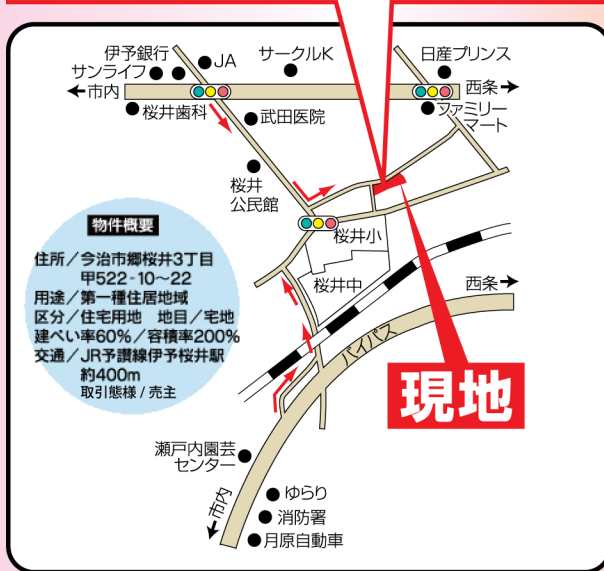 伊予銀行
JA
サークルK
日産プリンス
サンライフ
←市内
西条→
桜井歯科
武田医院
ファミリー
マート
桜井
公民館
桜井小
桜井中
西条→
バイパス
物件概要
住所／今治市郷桜井3丁目
甲522-10〜22
用途／第一種住居地域
区分／住宅用地　地目／宅地
建ぺい率60%／容積率200%
交通／JR予讃線伊予桜井駅
約400m
取引態様/売主
現地
瀬戸内園芸
センター
←市内
ゆらり
消防署
月原自動車